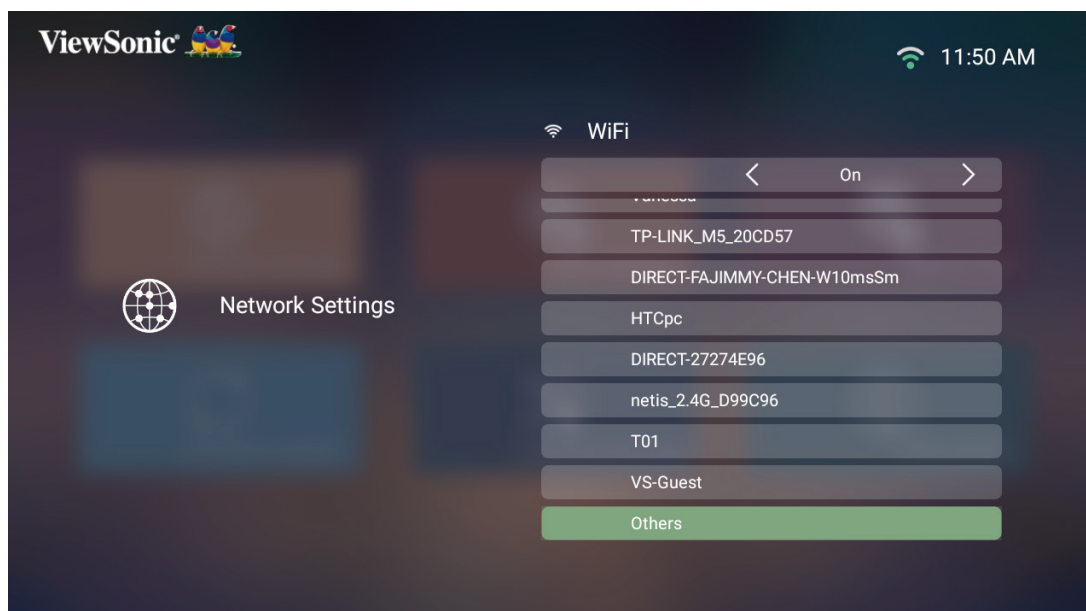 ViewSonic
11:50 AM
WiFi
On
Vanessa
TP-LINK_M5_20CD57
DIRECT-FAJIMMY-CHEN-W10msSm
Network Settings
HTCpc
DIRECT-27274E96
netis_2.4G_D99C96
T01
VS-Guest
Others